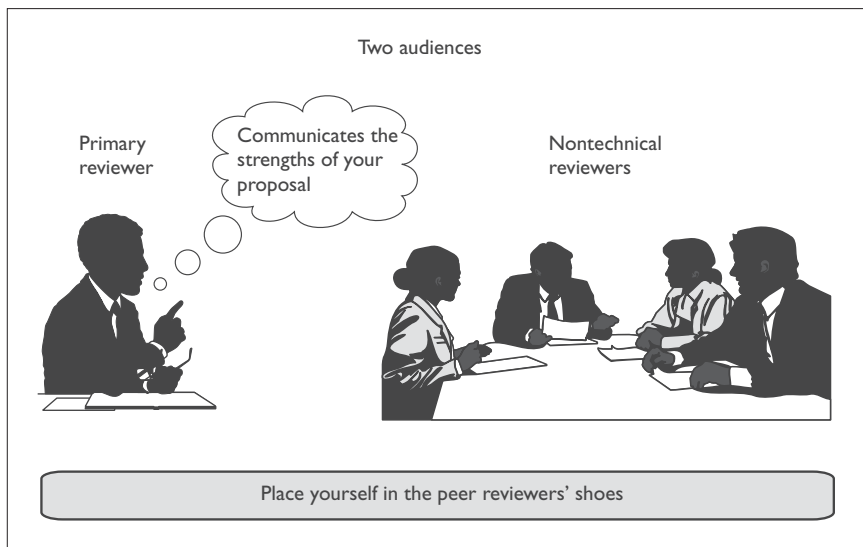 Two audiences
Primary
reviewer
Communicates the
strengths of your
proposal
Nontechnical
reviewers
Place yourself in the peer reviewers’ shoes